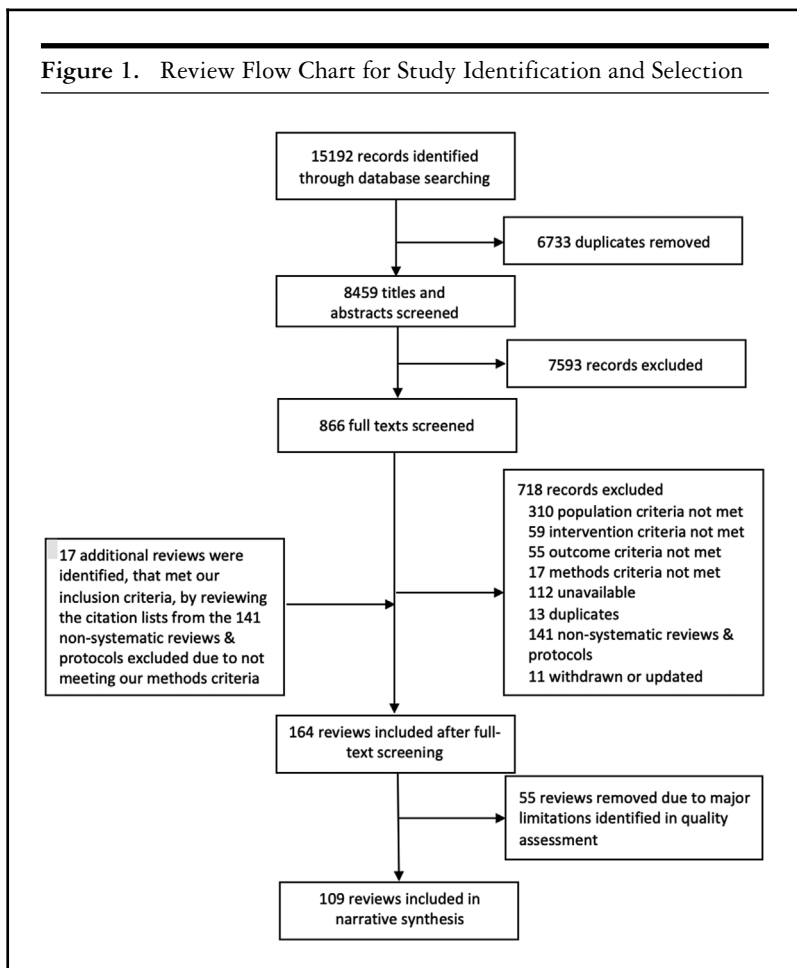 Figure 1. Review Flow Chart for Study Identification and Selection
15192 records identified
through database searching
6733 duplicates removed
8459 titles and
abstracts screened
7593 records excluded
866 full texts screened
718 records excluded
310 population criteria not met
59 intervention criteria not met
55 outcome criteria not met
17 methods criteria not met
112 unavailable
13 duplicates
141 non-systematic reviews &
protocols
11 withdrawn or updated
17 additional reviews were
identified, that met our
inclusion criteria, by reviewing
the citation lists from the 141
non-systematic reviews &
protocols excluded due to not
meeting our methods criteria
164 reviews included after full-
text screening
55 reviews removed due to major
limitations identified in quality
assessment
109 reviews included in
narrative synthesis